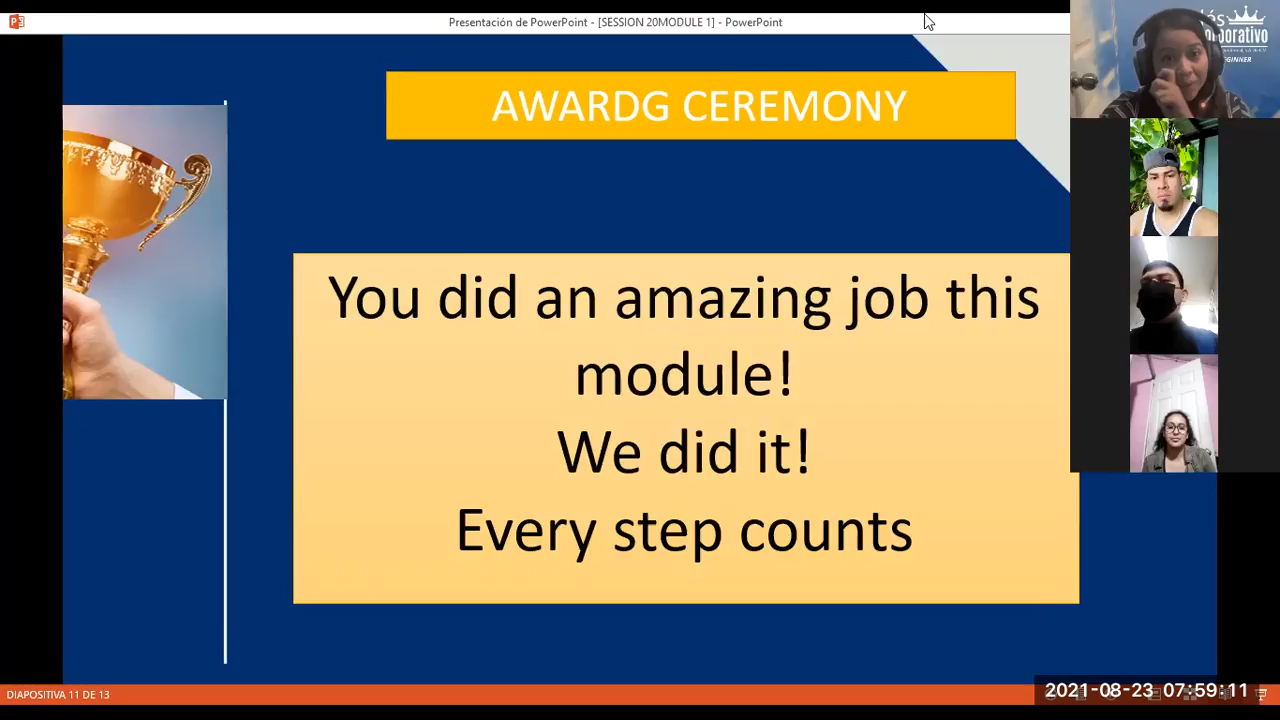 Presentación de PowerPoint - [SESSION 20MODULE 1] - PowerPoint
AWARDG CEREMONY
You did an amazing job this
module!
We did it!
Every step counts
DIAPOSITIVA 11 DE 13
2021-08-23 07:59:11